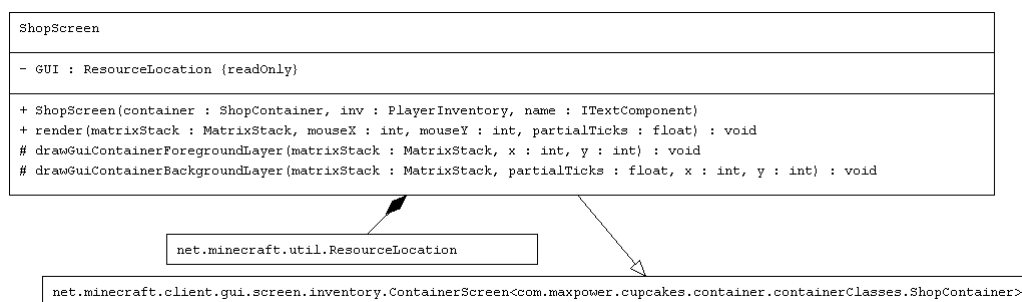 ShopScreen
- GUI : ResourceLocation {readOnly}
+ ShopScreen(container : ShopContainer, inv : PlayerInventory, name : ITextComponent)
+ render(matrixStack : MatrixStack, mouseX : int, mouseY : int, partialTicks : float) : void
# drawGuiContainerForegroundLayer(matrixStack : MatrixStack, x : int, y : int) : void
# drawGuiContainerBackgroundLayer(matrixStack : MatrixStack, partialTicks : float, x : int, y : int) : void
net.minecraft.util.ResourceLocation
net.minecraft.client.gui.screen.inventory.ContainerScreen<com.maxpower.cupcakes.container.containerClasses.ShopContainer>